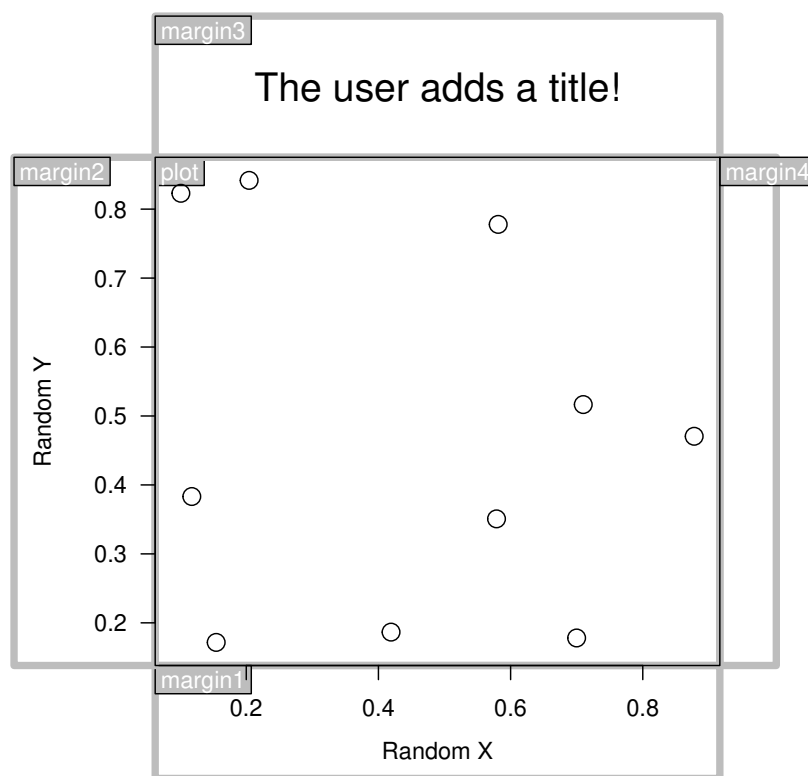 margin3
The user adds a title!
margin2
plot
margin4
0.8
0.7
0.6
0.5
0.4
0.3
0.2
Random Y
margin1
0.2 0.4 0.6 0.8
Random X